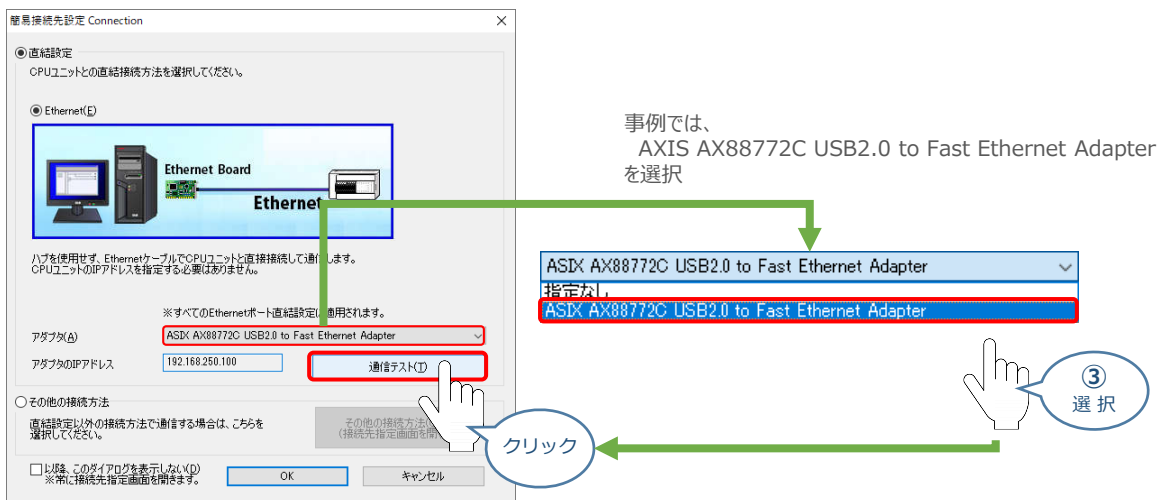 簡易接続先設定 Connection
直結設定
CPUユニットとの直結接続方法を選択してください。
Ethernet(E)
Ethernet Board
Ethernet
ハブを使用せず、EthernetケーブルでCPUユニットと直接接続して通信します。
CPUユニットのIPアドレスを指定する必要はありません。
※すべてのEthernetポート直結設定に適用されます。
アダプタ(A)
ASIX AX88772C USB2.0 to Fast Ethernet Adapter
アダプタのIPアドレス
192.168.250.100
通信テスト(T)
その他の接続方法
直結設定以外の接続方法で通信する場合は、こちらを
選択してください。
その他の接続方法
(接続先指定画面を開
以降、このダイアログを表示しない(D)
※常に接続先指定画面を開きます。
OK
キャンセル
クリック
事例では、
AXIS AX88772C USB2.0 to Fast Ethernet Adapter
を選択
ASIX AX88772C USB2.0 to Fast Ethernet Adapter
指定なし
ASIX AX88772C USB2.0 to Fast Ethernet Adapter
③
選 択